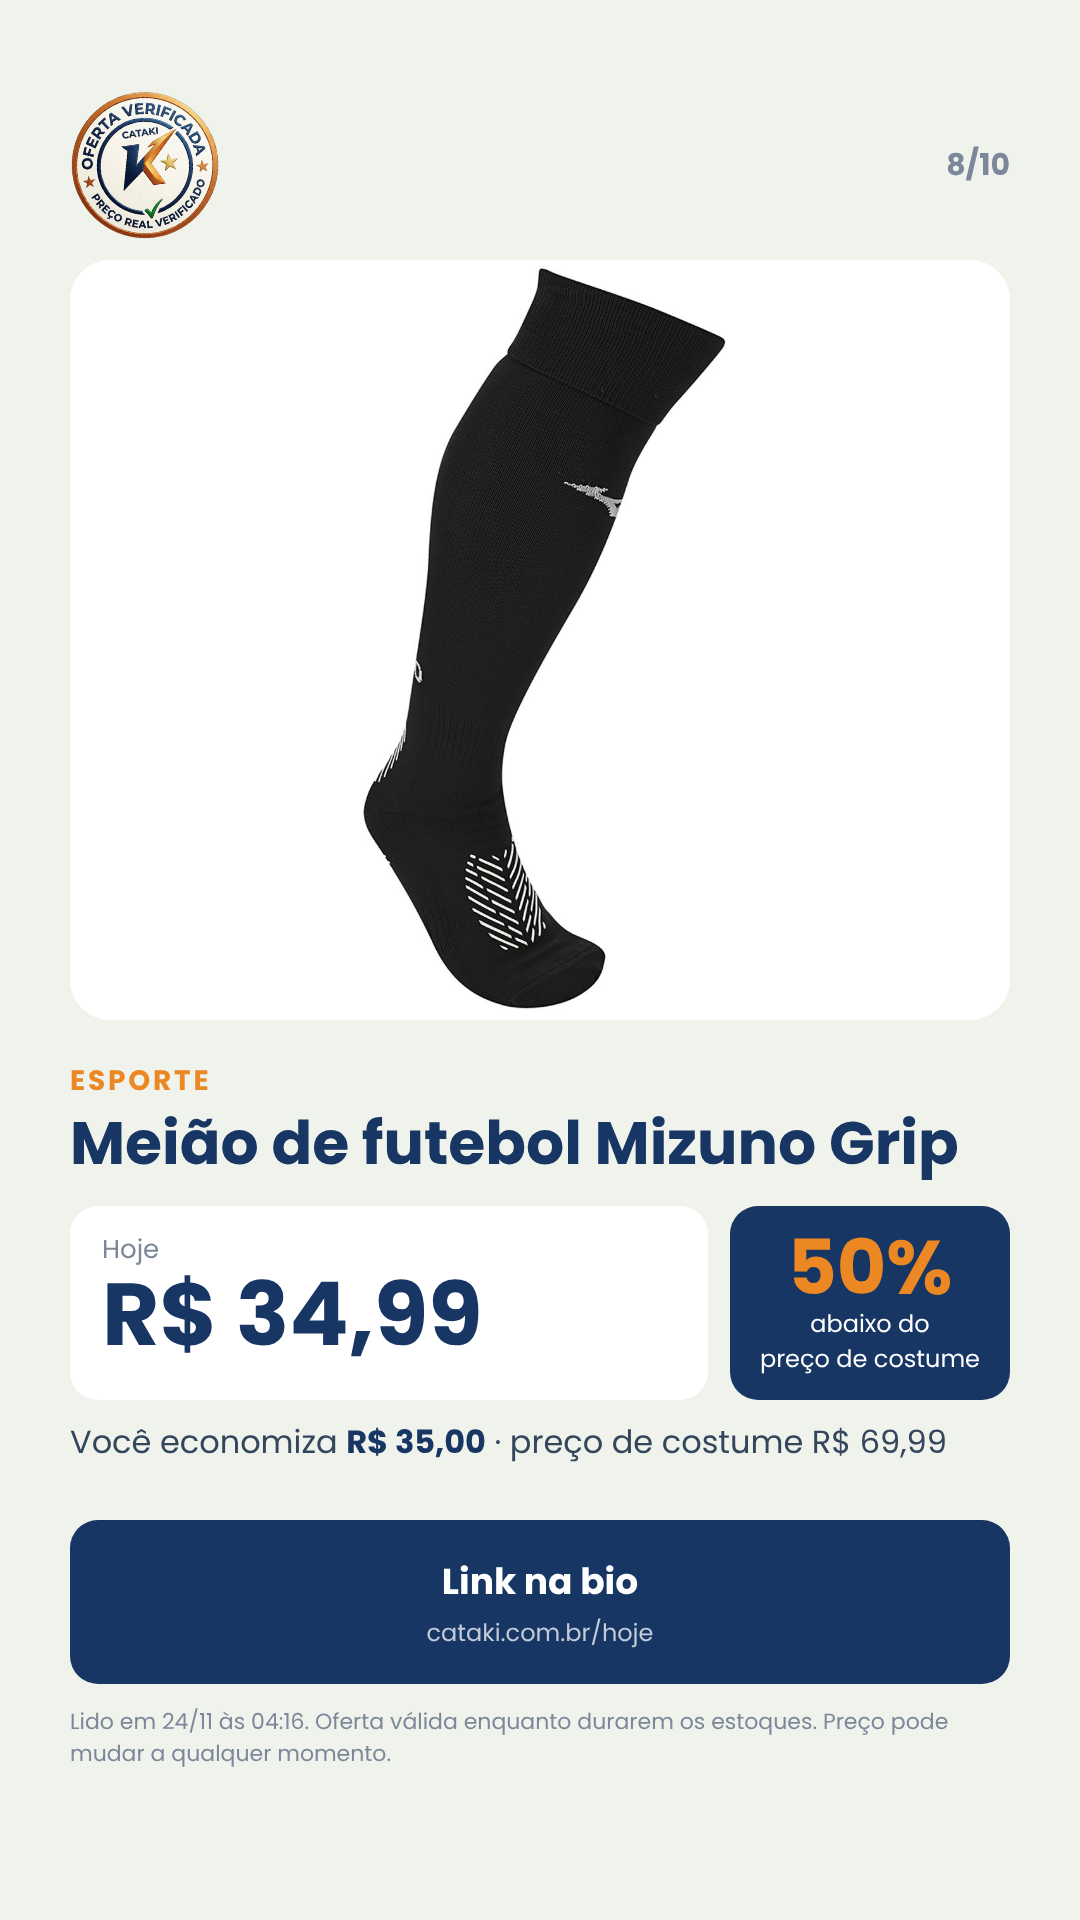 OFERTA VERIFICADA
CATAKI
K
PREÇO REAL VERIFICADO
8/10
ESPORTE
Meião de futebol Mizuno Grip
Hoje
R$ 34,99
50%
abaixo do
preço de costume
Você economiza R$ 35,00 · preço de costume R$ 69,99
Link na bio
cataki.com.br/hoje
Lido em 24/11 às 04:16. Oferta válida enquanto durarem os estoques. Preço pode
mudar a qualquer momento.